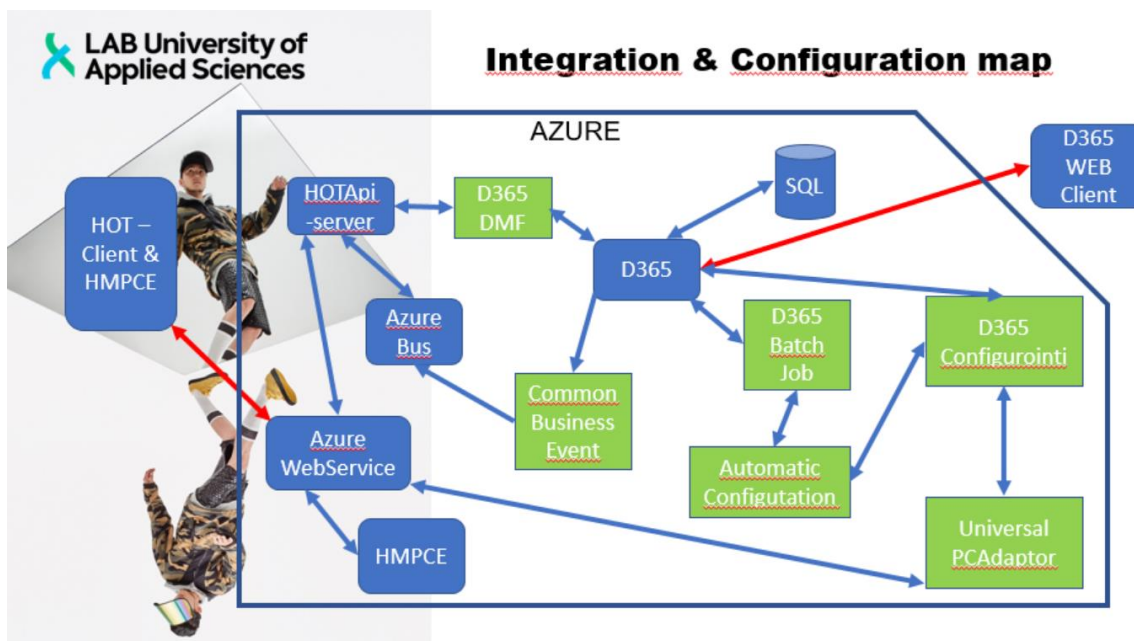 LAB University of
Applied Sciences
Integration & Configuration map
AZURE
D365
WEB
Client
SQL
HOTApi
-server
D365
DMF
HOT –
Client &
HMPCE
D365
Azure
Bus
D365
Batch
Job
D365
Configurointi
Common
Business
Event
Azure
WebService
Automatic
Configutation
Universal
PCAdaptor
HMPCE